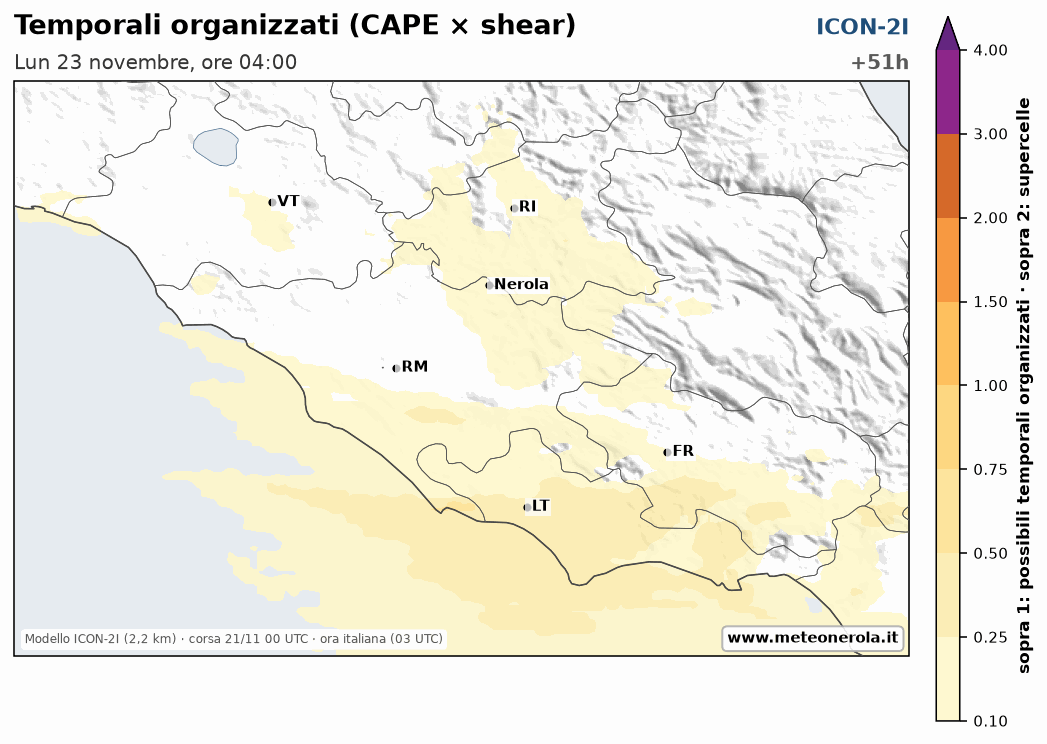 Temporali organizzati (CAPE × shear)
ICON-2I
Lun 23 novembre, ore 04:00
+51h
VT
RI
Nerola
RM
FR
LT
Modello ICON-2I (2,2 km) · corsa 21/11 00 UTC · ora italiana (03 UTC)
www.meteonerola.it
4.00
3.00
2.00
1.50
1.00
0.75
0.50
0.25
0.10
sopra 1: possibili temporali organizzati · sopra 2: supercelle